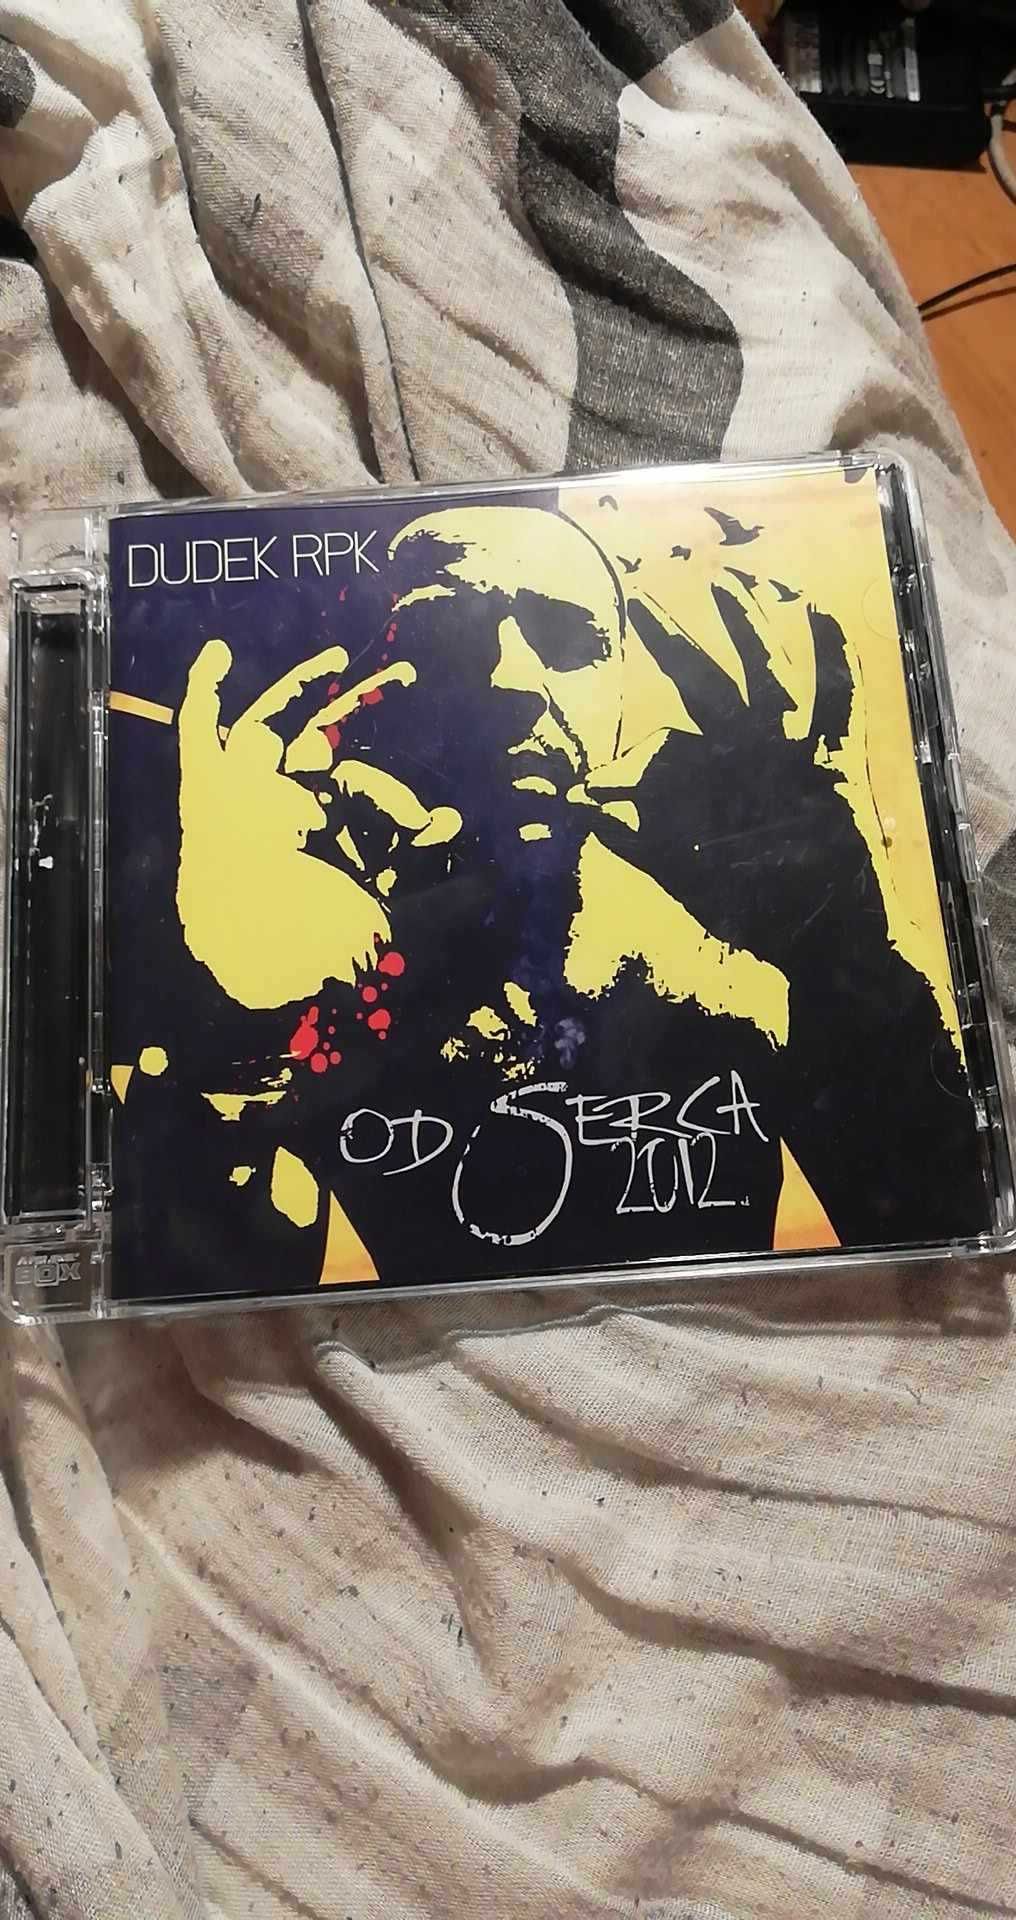 DUDEK RPK
OD SERCA
2012
BOX